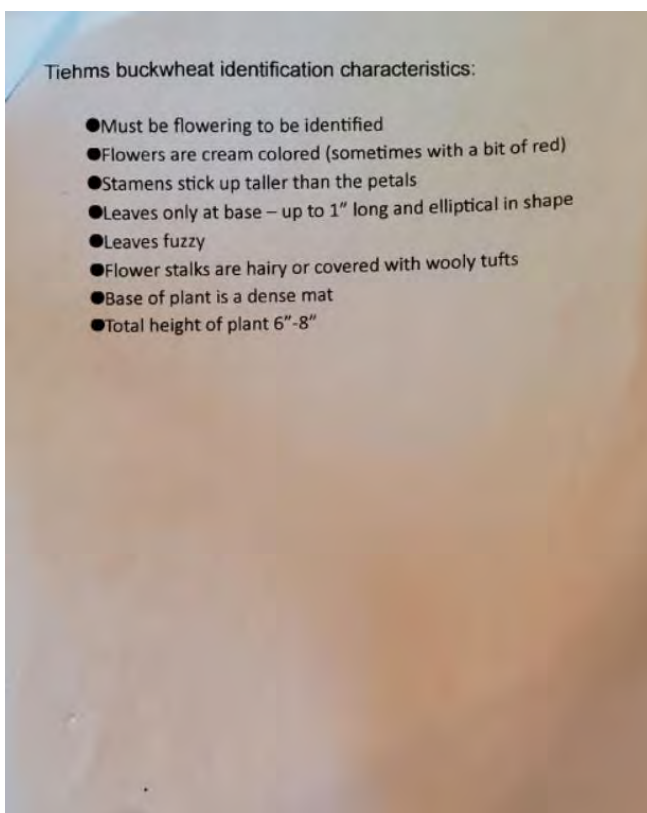 Tiehms buckwheat identification characteristics:
●Must be flowering to be identified
●Flowers are cream colored (sometimes with a bit of red)
●Stamens stick up taller than the petals
●Leaves only at base – up to 1” long and elliptical in shape
●Leaves fuzzy
●Flower stalks are hairy or covered with wooly tufts
●Base of plant is a dense mat
●Total height of plant 6”-8”